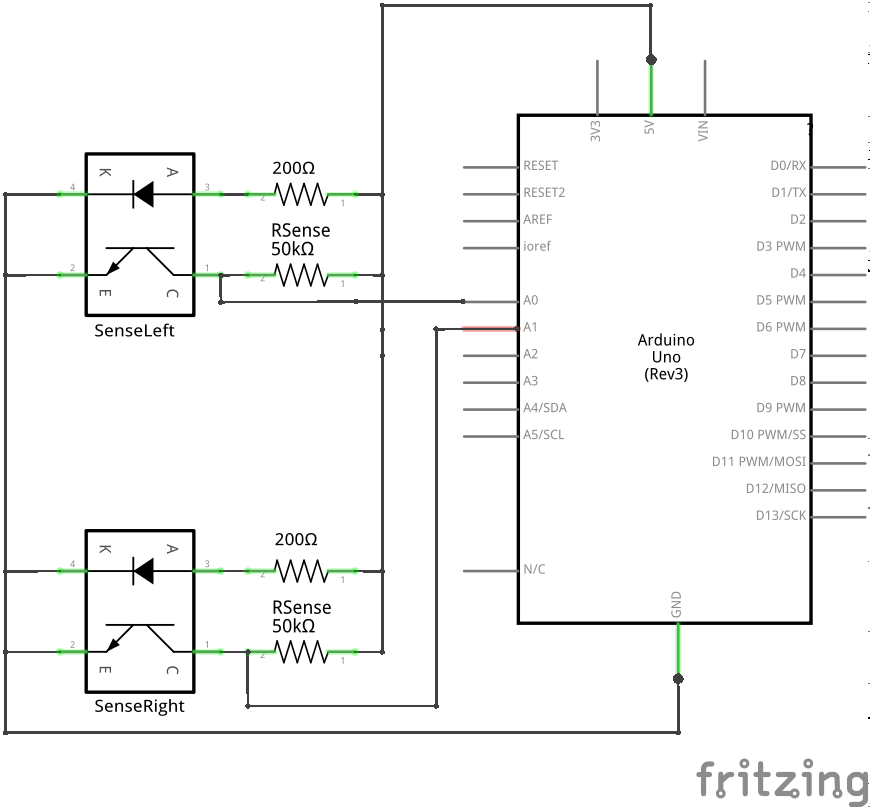 3V3
5V
VIN
K
A
4
3
200Ω
2
1
RSense
50kΩ
2
1
2
1
E
C
SenseLeft
RESET
RESET2
AREF
ioref
A0
A1
A2
A3
A4/SDA
A5/SCL
N/C
Arduino
Uno
(Rev3)
D0/RX
D1/TX
D2
D3 PWM
D4
D5 PWM
D6 PWM
D7
D8
D9 PWM
D10 PWM/SS
D11 PWM/MOSI
D12/MISO
D13/SCK
GND
K
A
4
3
200Ω
2
1
RSense
50kΩ
2
1
2
1
E
C
SenseRight
fritzing